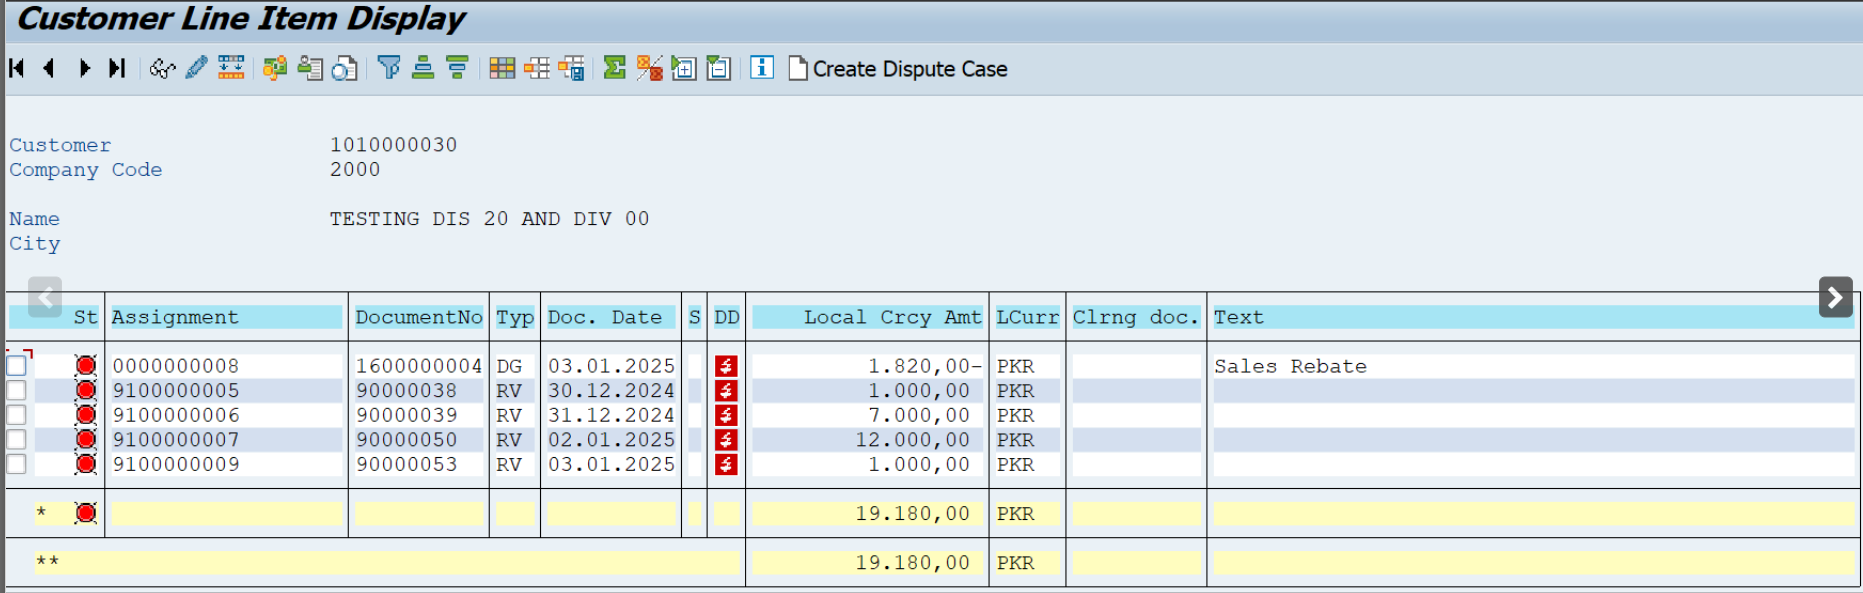 Customer Line Item Display
Create Dispute Case
Customer 1010000030
Company Code 2000
Name TESTING DIS 20 AND DIV 00
City
St Assignment DocumentNo Typ Doc. Date S DD Local Crcy Amt LCurr Clrng doc. Text
0000000008 1600000004 DG 03.01.2025 1.820,00- PKR Sales Rebate
9100000005 90000038 RV 30.12.2024 1.000,00 PKR
9100000006 90000039 RV 31.12.2024 7.000,00 PKR
9100000007 90000050 RV 02.01.2025 12.000,00 PKR
9100000009 90000053 RV 03.01.2025 1.000,00 PKR
* 19.180,00 PKR
** 19.180,00 PKR